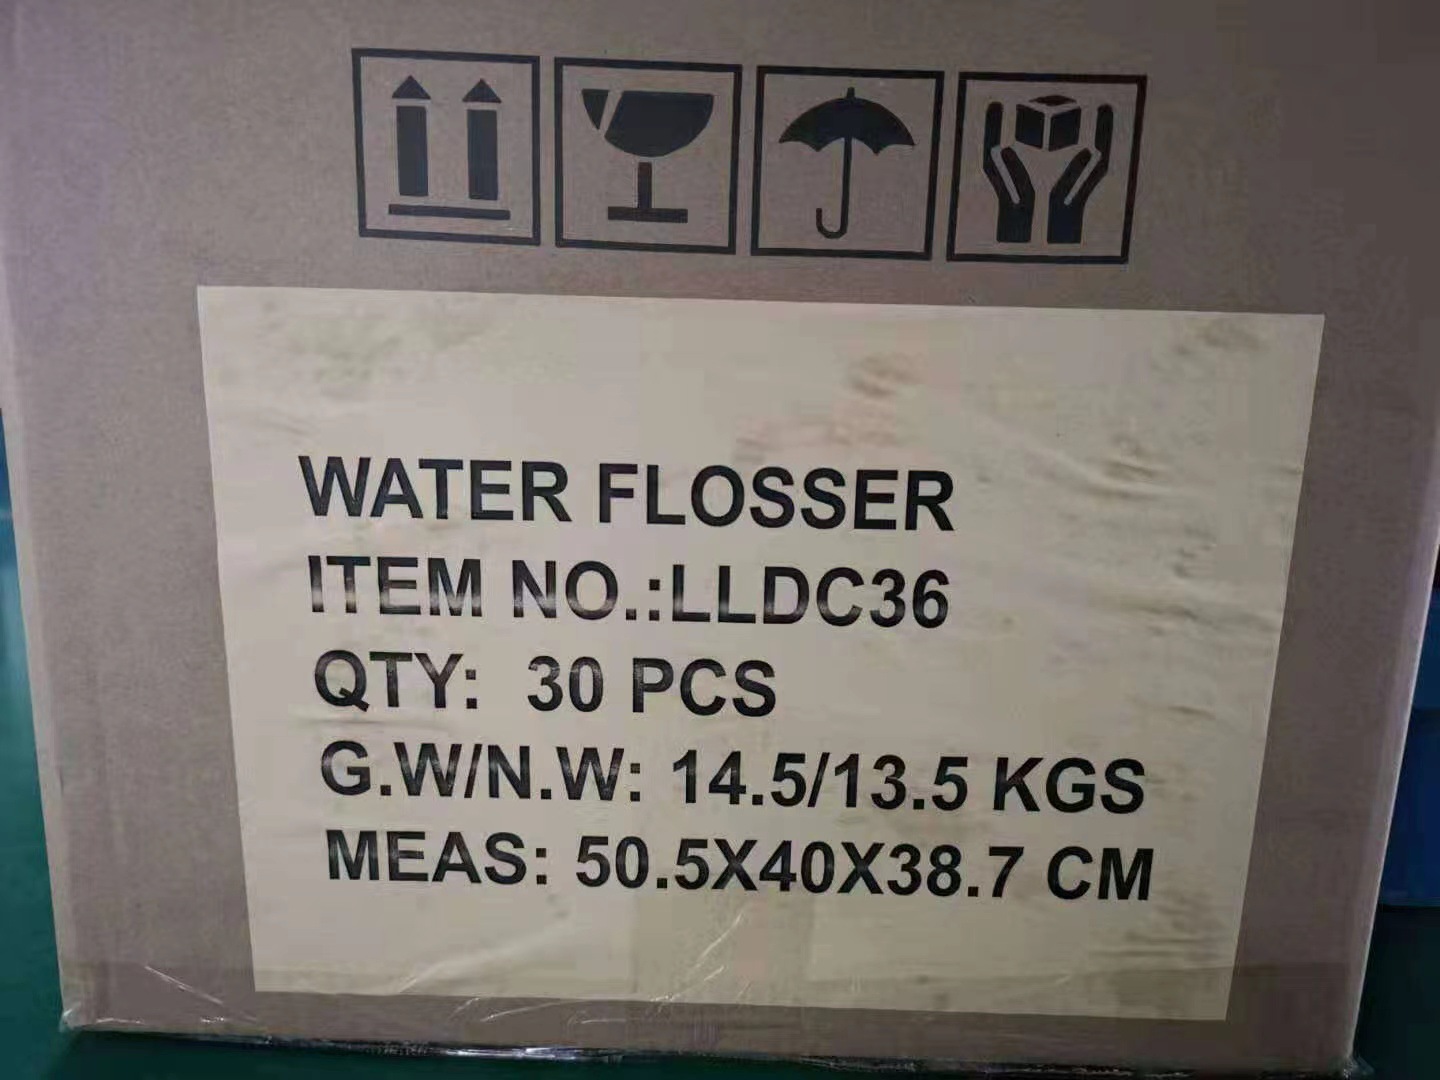 WATER FLOSSER
ITEM NO.:LLDC36
QTY: 30 PCS
G.W/N.W: 14.5/13.5 KGS
MEAS: 50.5X40X38.7 CM